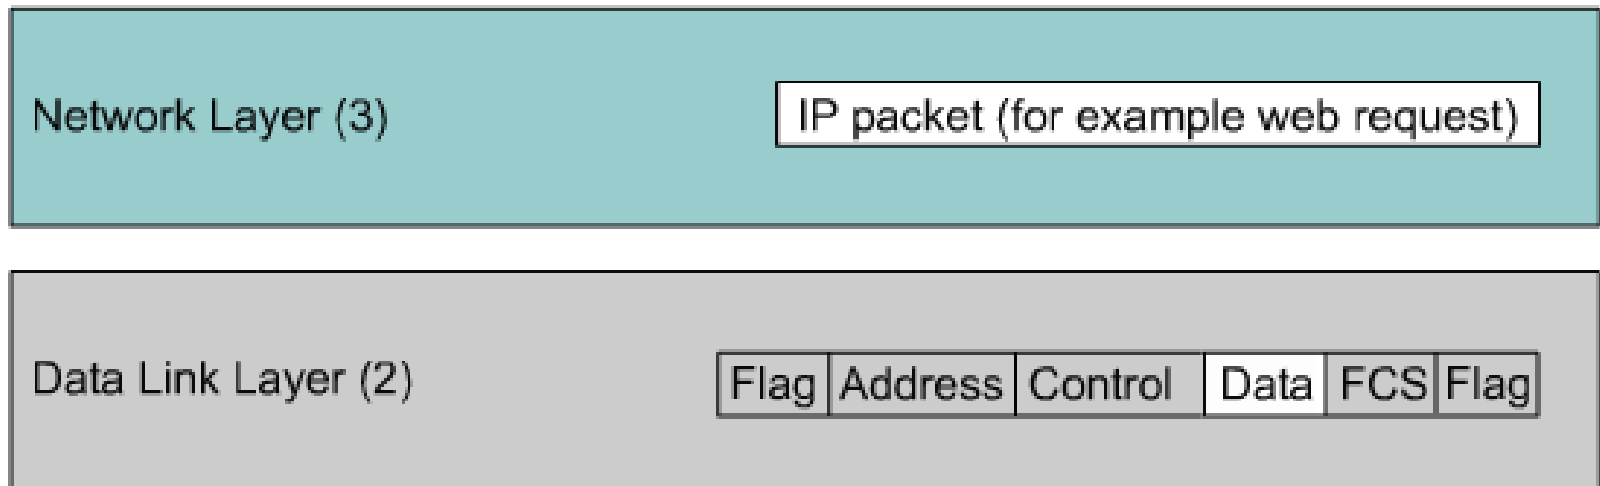 Network Layer (3)
IP packet (for example web request)
Data Link Layer (2)
Flag Address Control Data FCS Flag